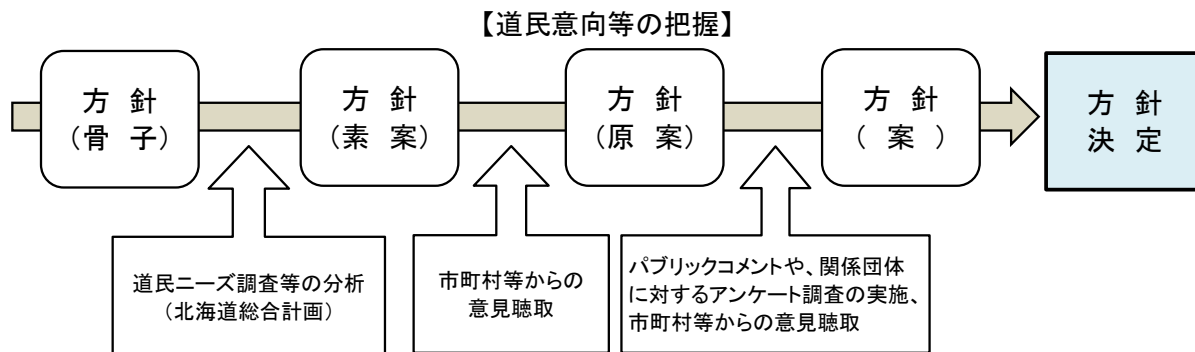 【道民意向等の把握】
方 針
（骨 子）
方 針
（素 案）
方 針
（原 案）
方 針
（ 案 ）
方 針
決 定
道民ニーズ調査等の分析
（北海道総合計画）
市町村等からの
意見聴取
パブリックコメントや、関係団体
に対するアンケート調査の実施、
市町村等からの意見聴取